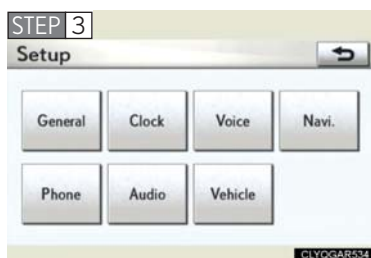 STEP 3
Setup
General Clock Voice Navi.
Phone Audio Vehicle
CLYOGAR534